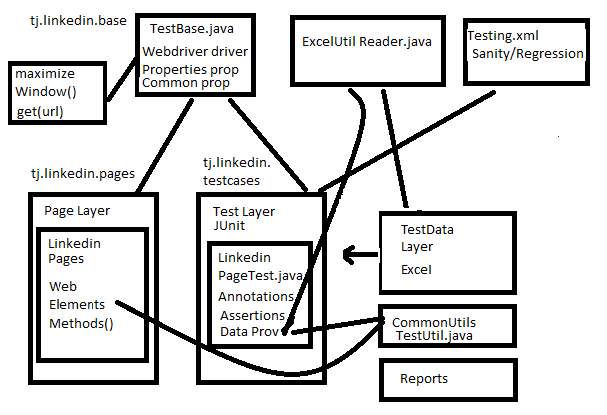 tj.linkedin.base
TestBase.java
Webdriver driver
Properties prop
Common prop
maximize
Window()
get(url)
ExcelUtil Reader.java
Testing.xml
Sanity/Regression
tj.linkedin.pages
Page Layer
Linkedin
Pages
Web
Elements
Methods()
tj.linkedin.
testcases
Test Layer
JUnit
Linkedin
PageTest.java
Annotations
Assertions
Data Prov
TestData
Layer
Excel
CommonUtils
TestUtil.java
Reports